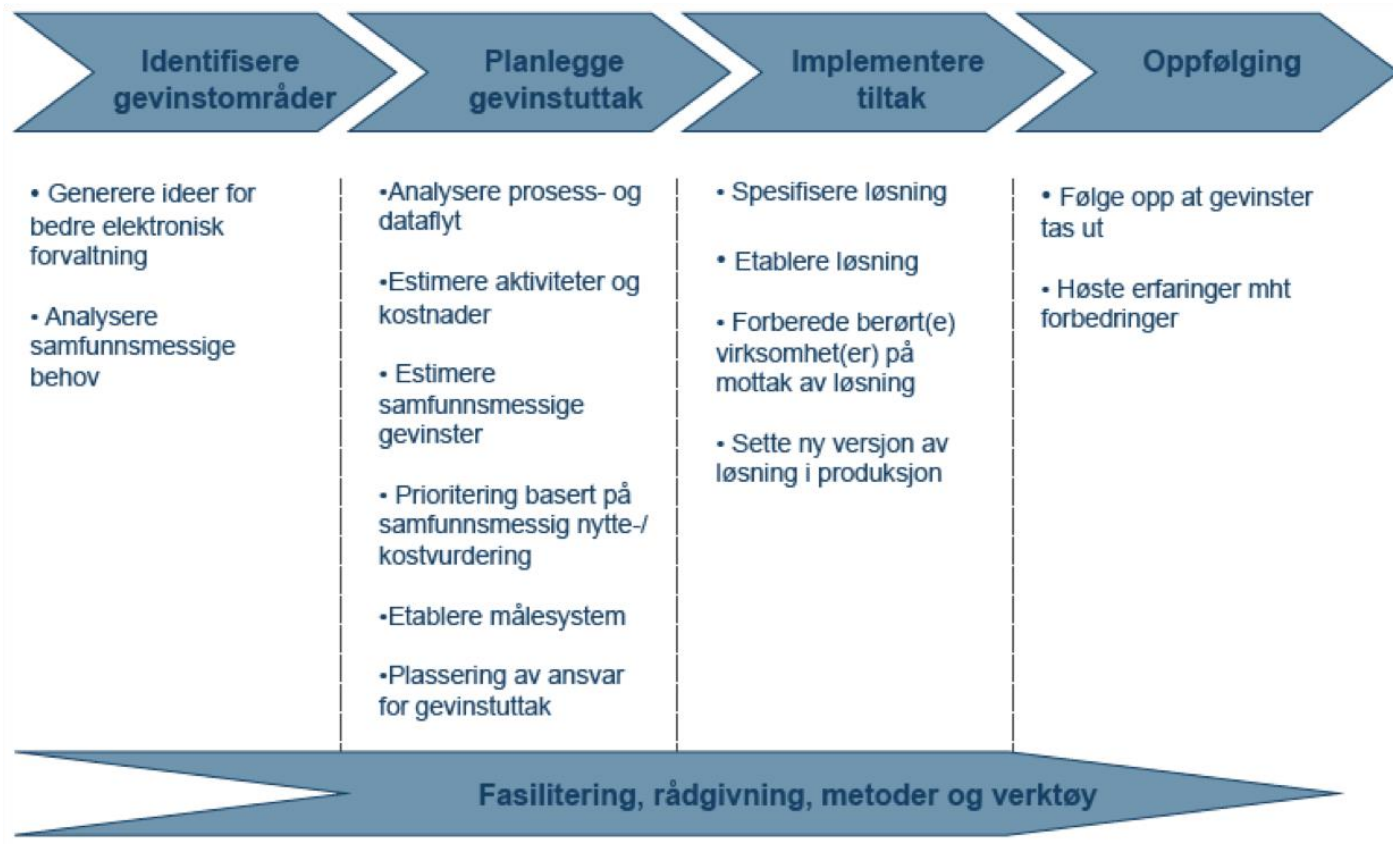 Identifisere
gevinstområder
Planlegge
gevinstuttak
Implementere
tiltak
Oppfølging
• Generere ideer for
bedre elektronisk
forvaltning
• Analysere
samfunnsmessige
behov
•Analysere prosess- og
dataflyt
•Estimere aktiviteter og
kostnader
• Estimere
samfunnsmessige
gevinster
• Prioritering basert på
samfunnsmessig nytte-/
kostvurdering
•Etablere målesystem
•Plassering av ansvar
for gevinstuttak
• Spesifisere løsning
• Etablere løsning
• Forberede berørt(e)
virksomhet(er) på
mottak av løsning
• Sette ny versjon av
løsning i produksjon
• Følge opp at gevinster
tas ut
• Høste erfaringer mht
forbedringer
Fasilitering, rådgivning, metoder og verktøy